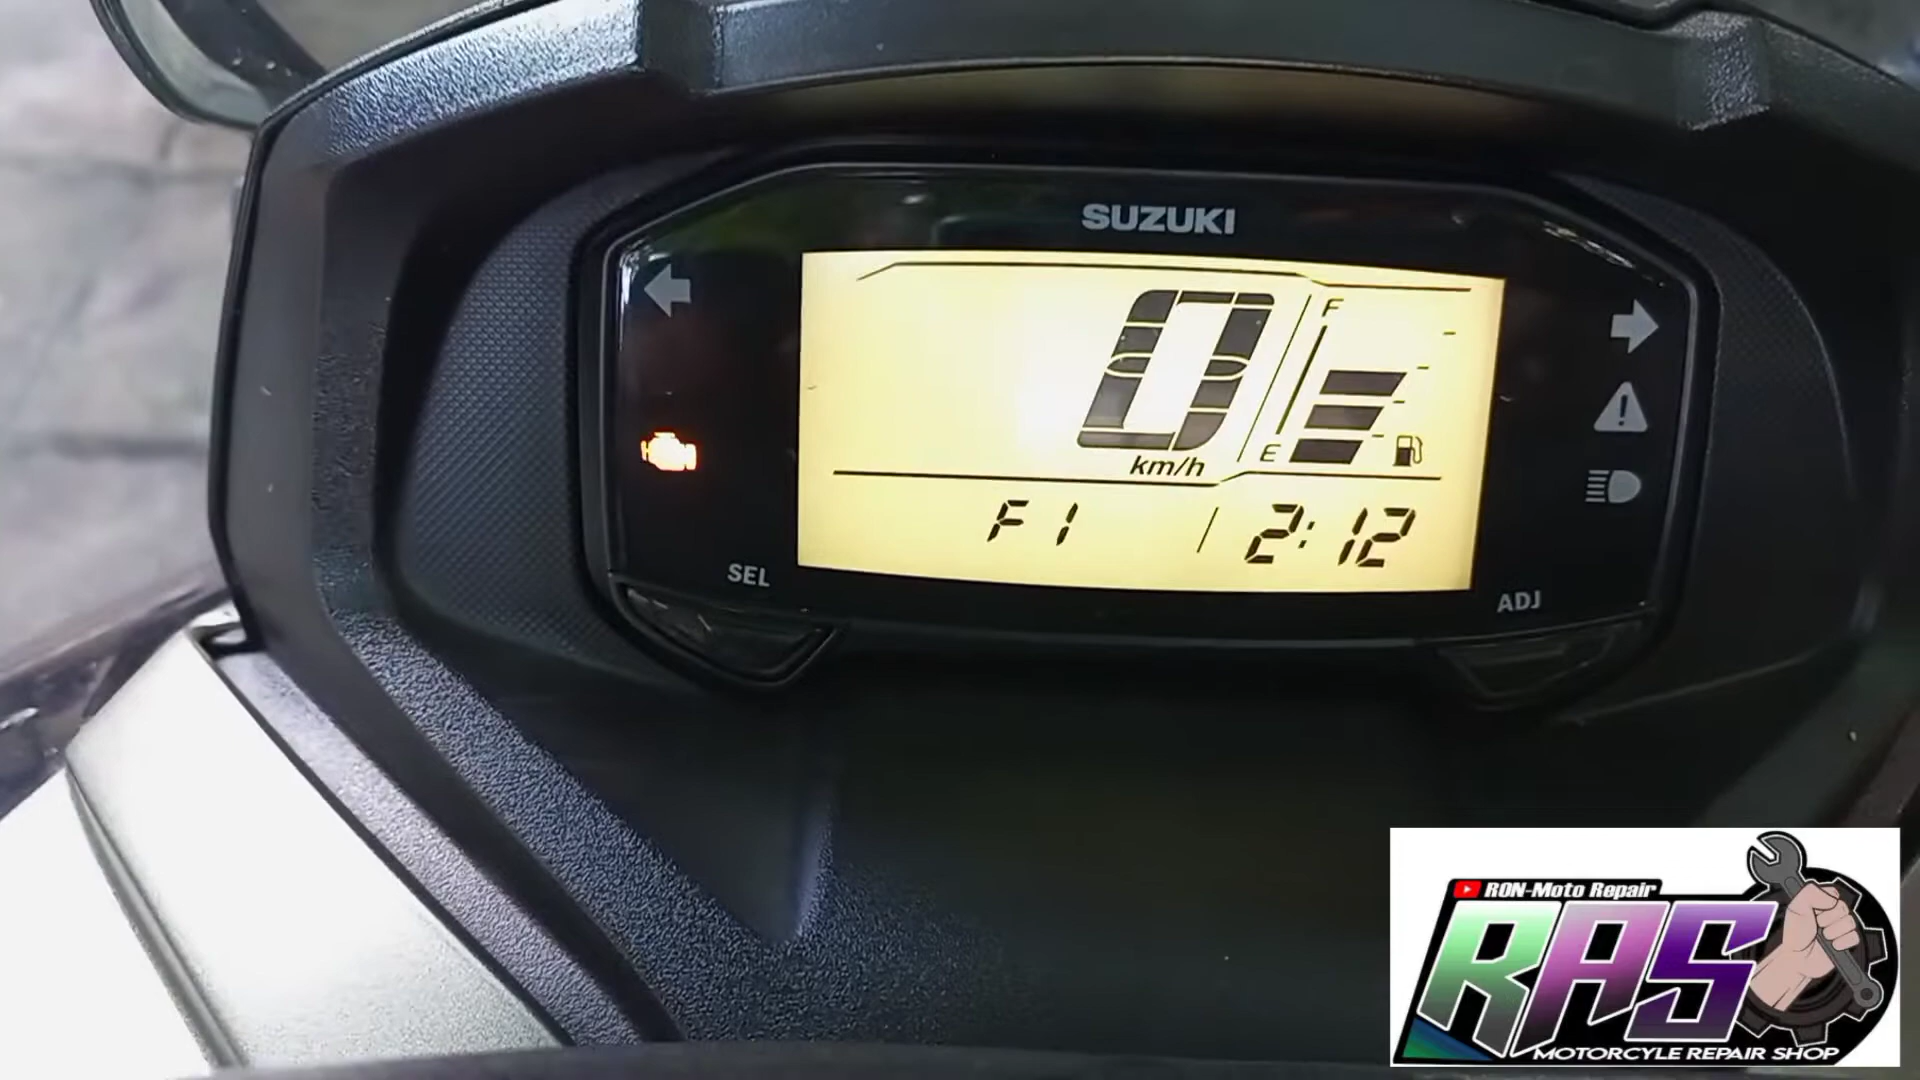 SUZUKI
0
F
E
km/h
F1
2:12
SEL
ADJ
RON-Moto Repair
RAS
MOTORCYLE REPAIR SHOP